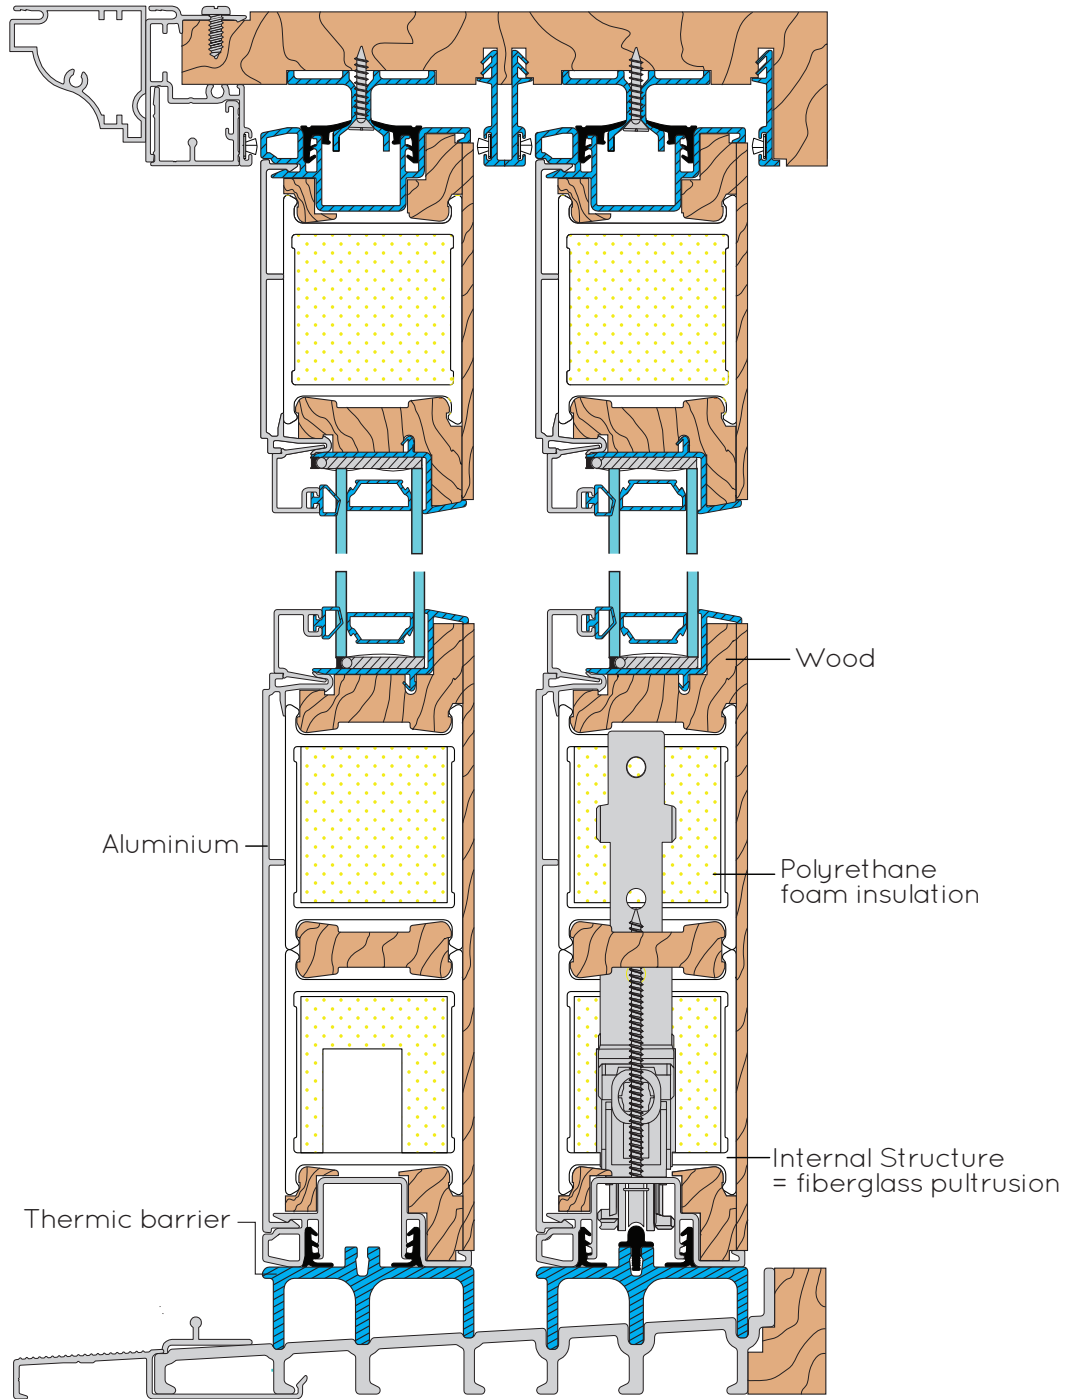 Wood
Aluminium
Polyrethane
foam insulation
Internal Structure
= fiberglass pultrusion
Thermic barrier